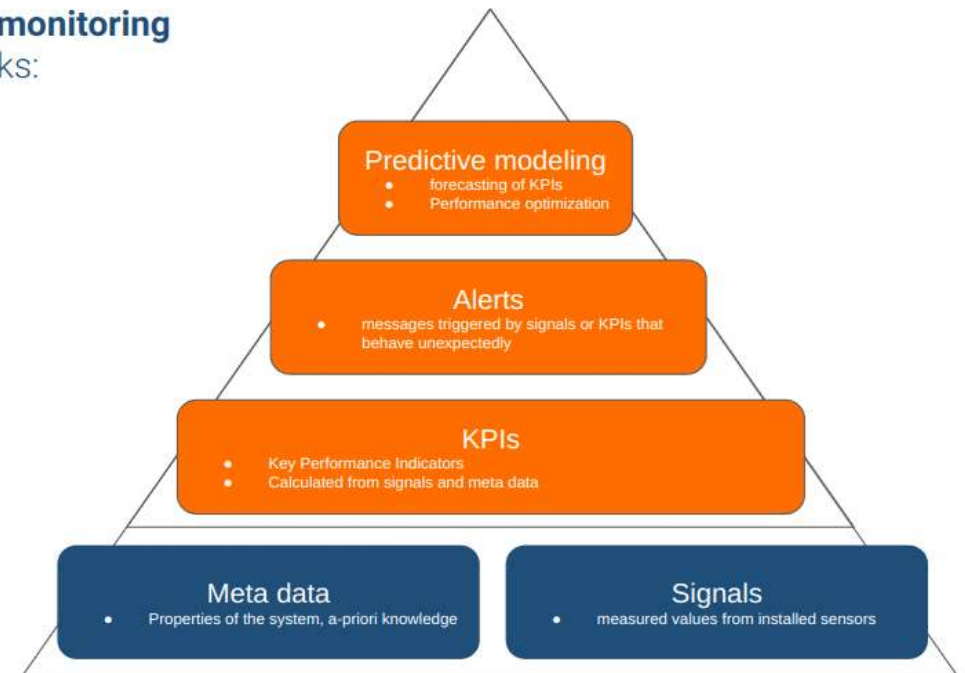 monitoring
ks:
Predictive modeling
● forecasting of KPIs
● Performance optimization
Alerts
● messages triggered by signals or KPIs that
behave unexpectedly
KPIs
● Key Performance Indicators
● Calculated from signals and meta data
Meta data
● Properties of the system, a-priori knowledge
Signals
● measured values from installed sensors